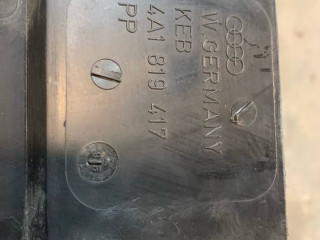 W. GERMANY
KEB
4A1 819 417
PP